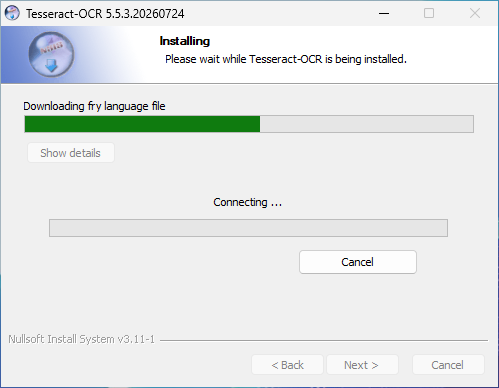 Tesseract-OCR 5.5.3.20260724
Installing
Please wait while Tesseract-OCR is being installed.
Downloading fry language file
Show details
Connecting ...
Cancel
Nullsoft Install System v3.11-1
< Back
Next >
Cancel